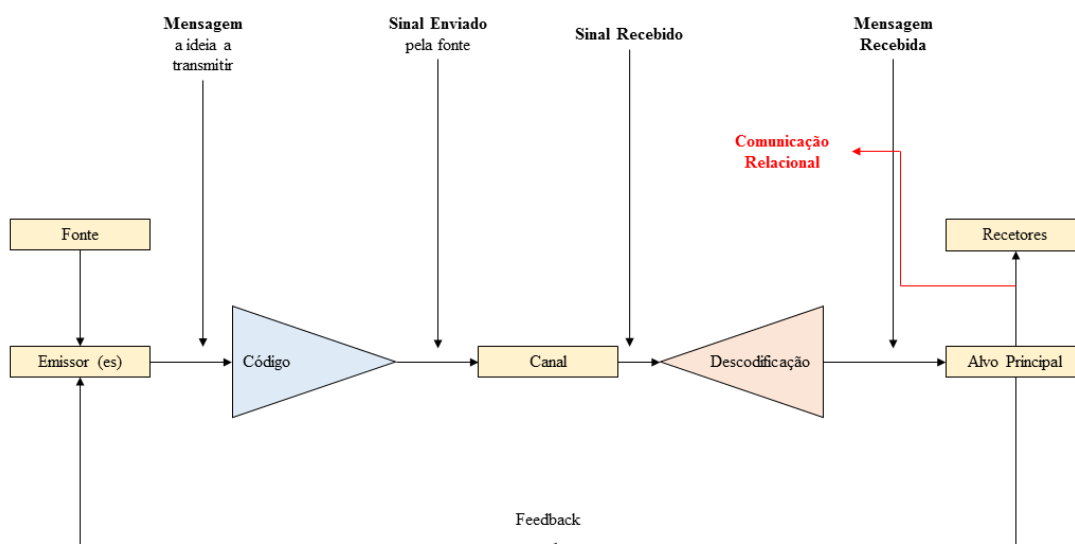 Mensagem
a ideia a
transmitir
Sinal Enviado
pela fonte
Sinal Recebido
Mensagem
Recebida
Comunicação
Relacional
Fonte
Recetores
Emissor (es)
Código
Canal
Descodificação
Alvo Principal
Feedback